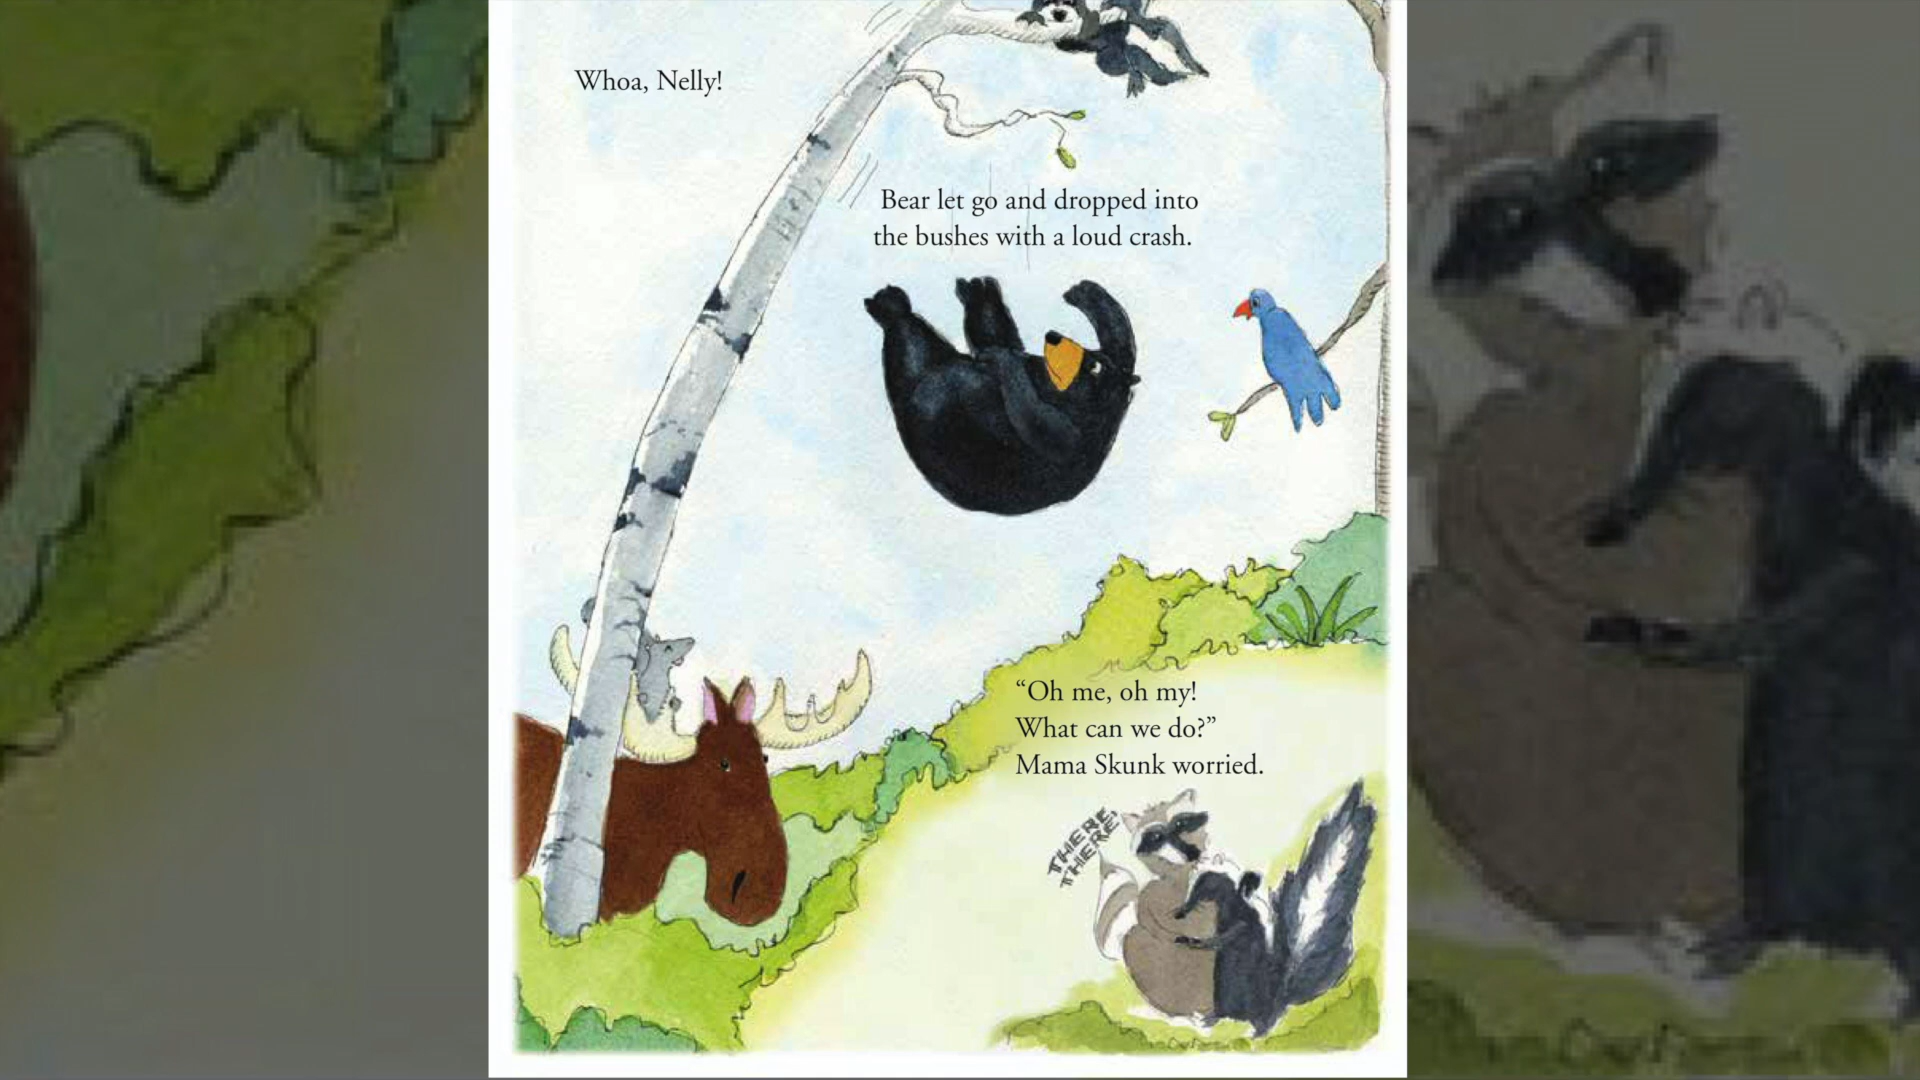 Whoa, Nelly!
Bear let go and dropped into
the bushes with a loud crash.
“Oh me, oh my!
What can we do?”
Mama Skunk worried.
THERE,
THERE